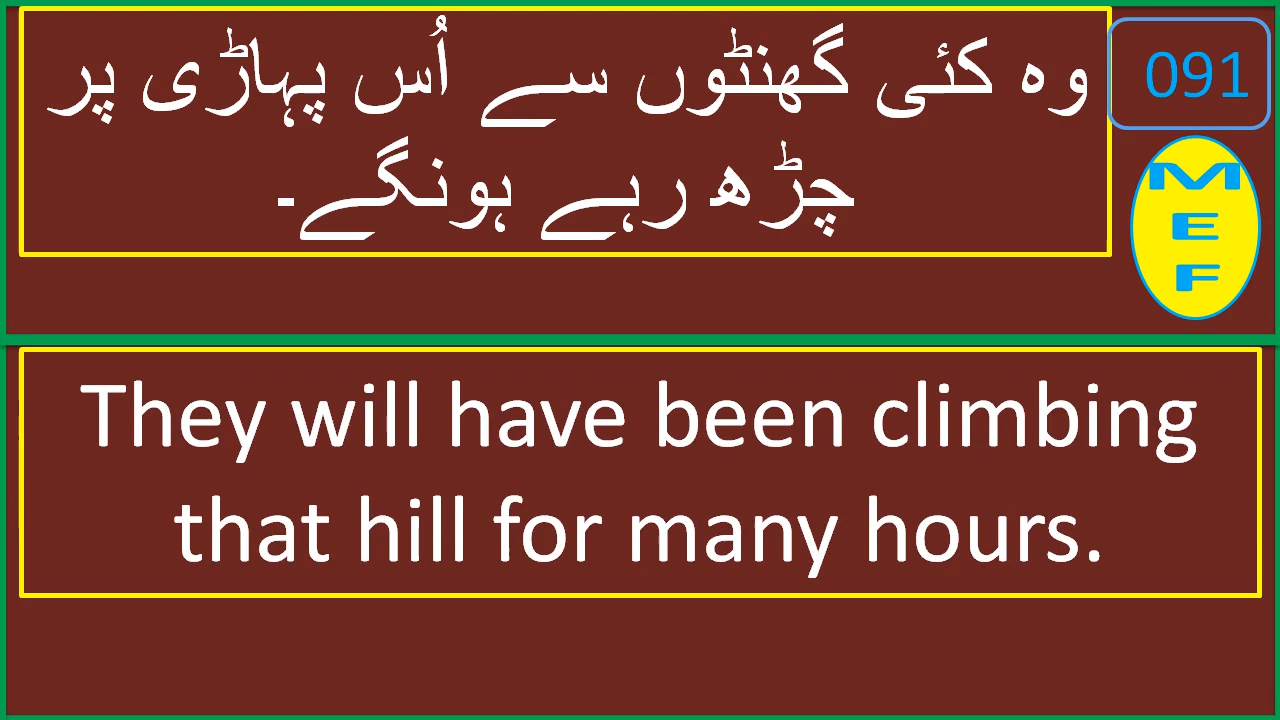 وہ کئی گھنٹوں سے اُس پہاڑی پر
چڑھ رہے ہونگے۔
091
M
E
F
They will have been climbing
that hill for many hours.